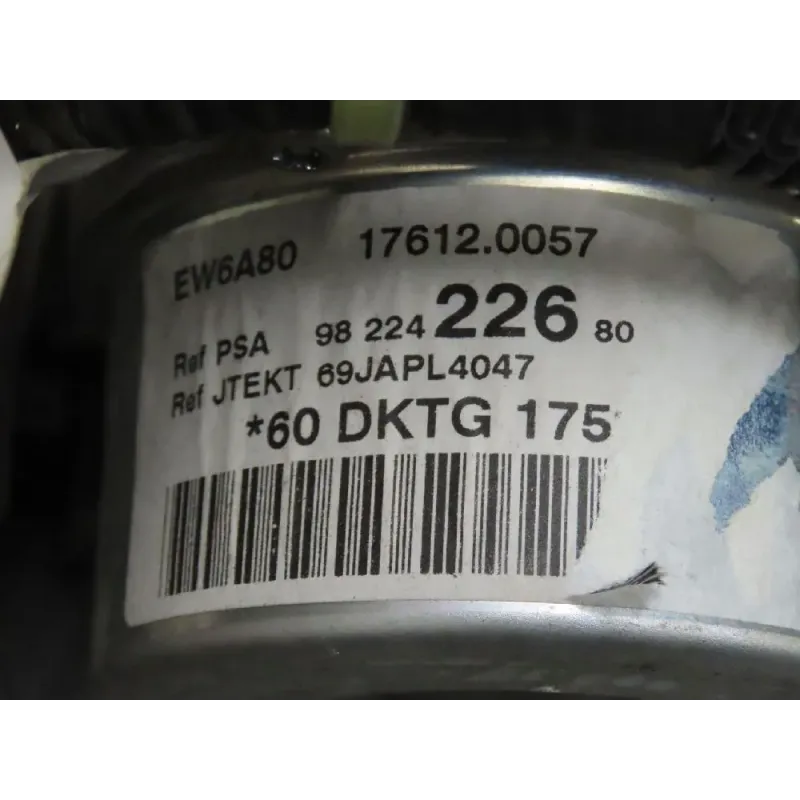 EW6A80 17612.0057
Ref PSA 98 224 226 80
Ref JTEKT 69JAPL4047
*60 DKTG 175